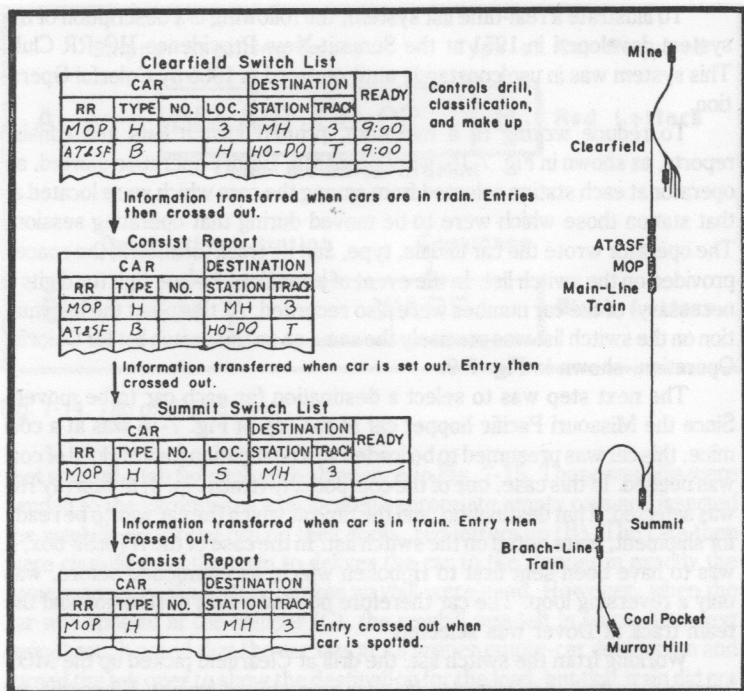 Clearfield Switch List
CAR DESTINATION READY
RR TYPE NO. LOC. STATION TRACK
MOP H MH 3 9:00
AT&SF B H HO-DO T 9:00
Controls drill,
classification,
and make up
Information transferred when cars are in train. Entries
then crossed out.
Consist Report
CAR DESTINATION
RR TYPE NO. STATION TRACK
MOP H MH 3
AT&SF B HO-DO T
Information transferred when car is set out. Entry then
crossed out.
Summit Switch List
CAR DESTINATION READY
RR TYPE NO. LOC. STATION TRACK
MOP H S MH 3
Information transferred when car is in train. Entry then
crossed out.
Consist Report
CAR DESTINATION
RR TYPE NO. STATION TRACK
MOP H MH 3
Entry crossed out when
car is spotted
Mine
Clearfield
AT&SF
MOP
Main-Line
Train
Summit
Branch-Line
Train
Coal Pocket
Murray Hill